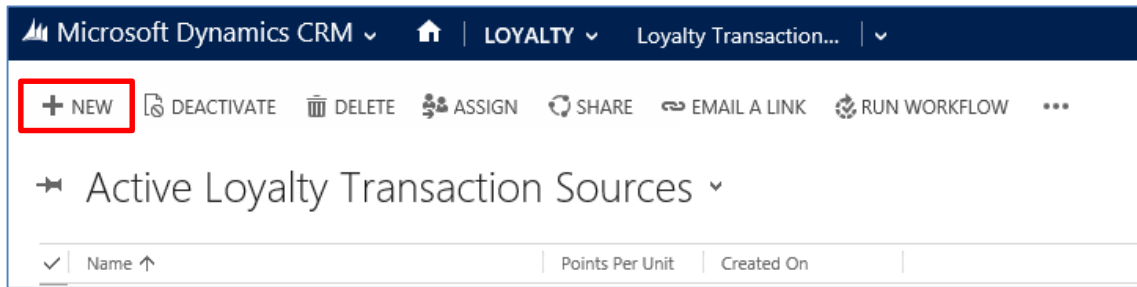 Microsoft Dynamics CRM LOYALTY Loyalty Transaction...
NEW DEACTIVATE DELETE ASSIGN SHARE EMAIL A LINK RUN WORKFLOW •••
Active Loyalty Transaction Sources
Name Points Per Unit Created On